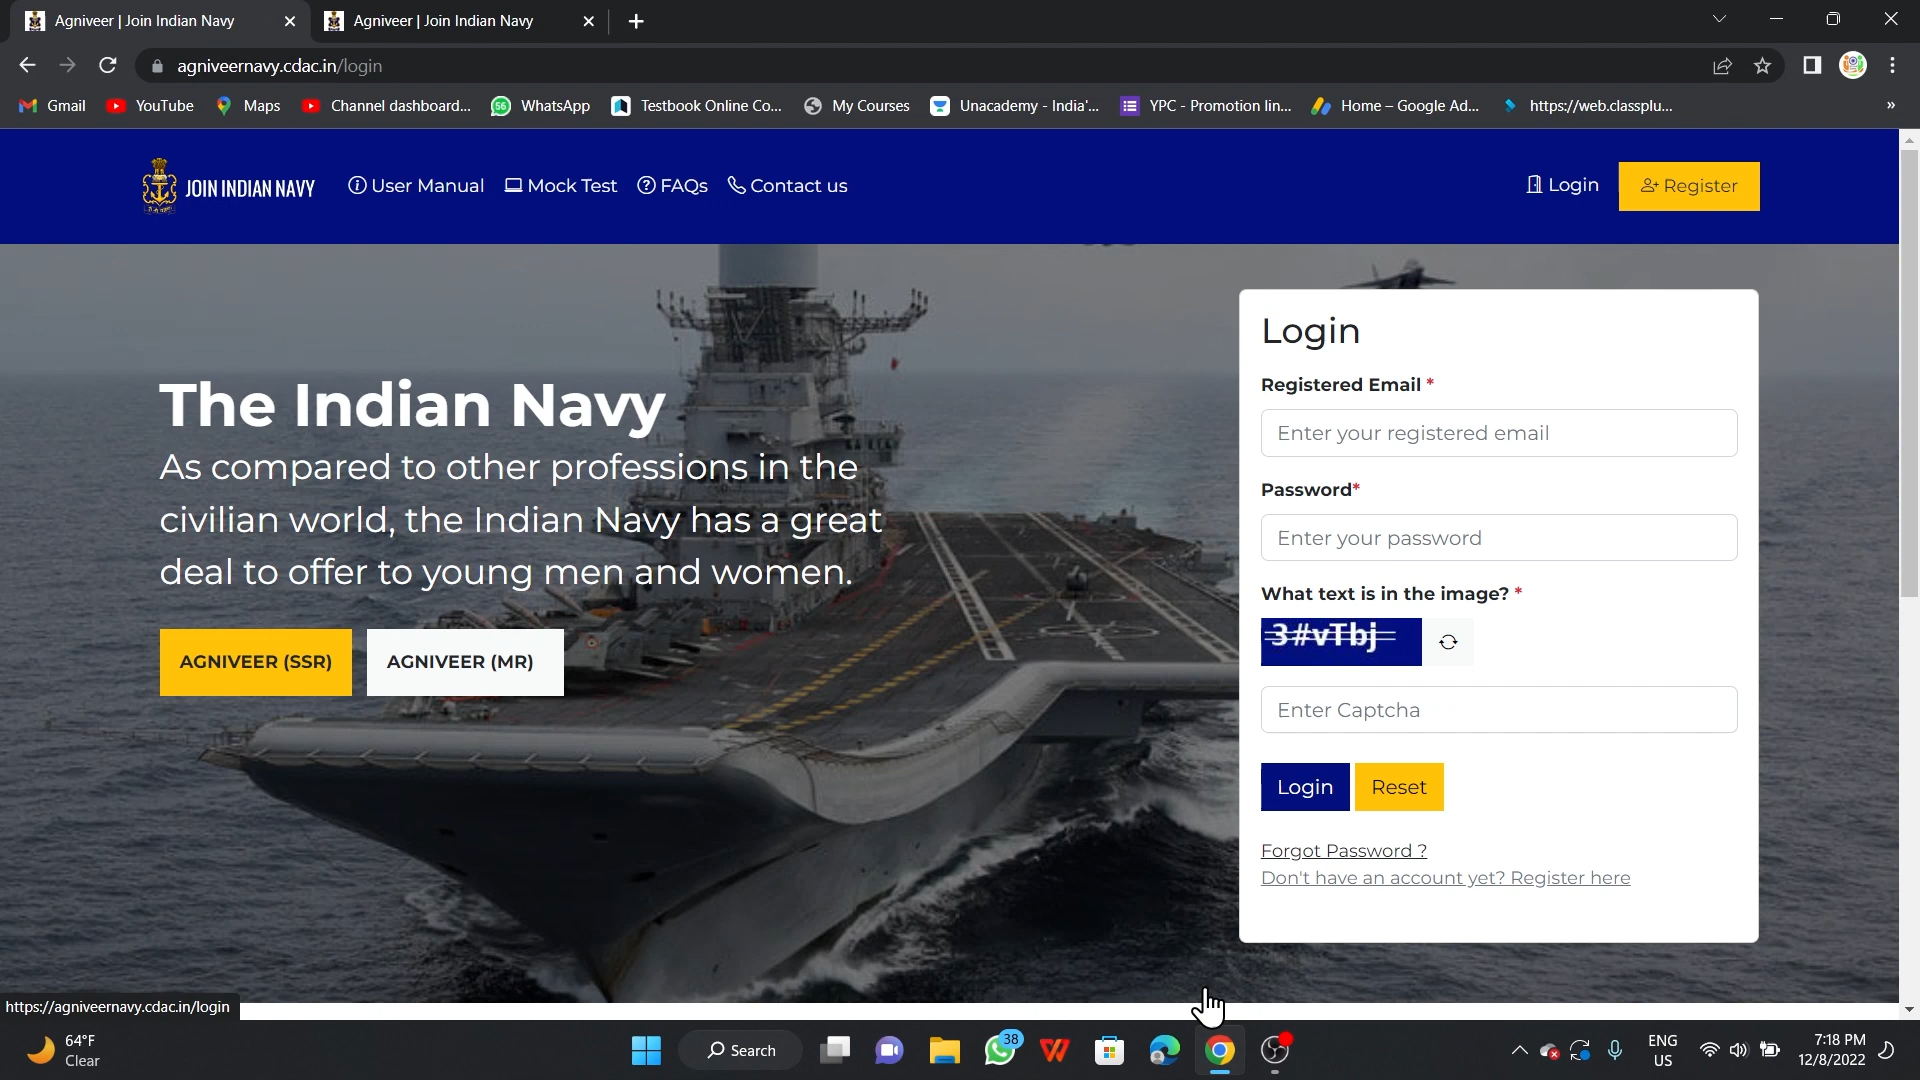 Agniveer | Join Indian Navy
Agniveer | Join Indian Navy
agniveernavy.cdac.in/login
Gmail
YouTube
Maps
Channel dashboard...
56
WhatsApp
Testbook Online Co...
My Courses
Unacademy - India'...
YPC - Promotion lin...
Home – Google Ad...
https://web.classplu...
»
JOIN INDIAN NAVY
User Manual
Mock Test
FAQs
Contact us
Login
Register
The Indian Navy
As compared to other professions in the
civilian world, the Indian Navy has a great
deal to offer to young men and women.
AGNIVEER (SSR)
AGNIVEER (MR)
Login
Registered Email *
Enter your registered email
Password*
Enter your password
What text is in the image? *
3#vTbj
Enter Captcha
Login
Reset
Forgot Password ?
Don't have an account yet? Register here
https://agniveernavy.cdac.in/login
64°F
Clear
Search
38
ENG
US
7:18 PM
12/8/2022